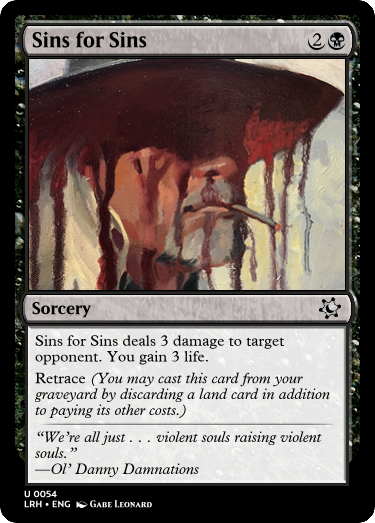 Sins for Sins 2
Sorcery
Sins for Sins deals 3 damage to target
opponent. You gain 3 life.
Retrace (You may cast this card from your
graveyard by discarding a land card in addition
to paying its other costs.)
“We’re all just . . . violent souls raising violent
souls.”
—Ol’ Danny Damnations
U 0054
LRH • ENG Gabe Leonard